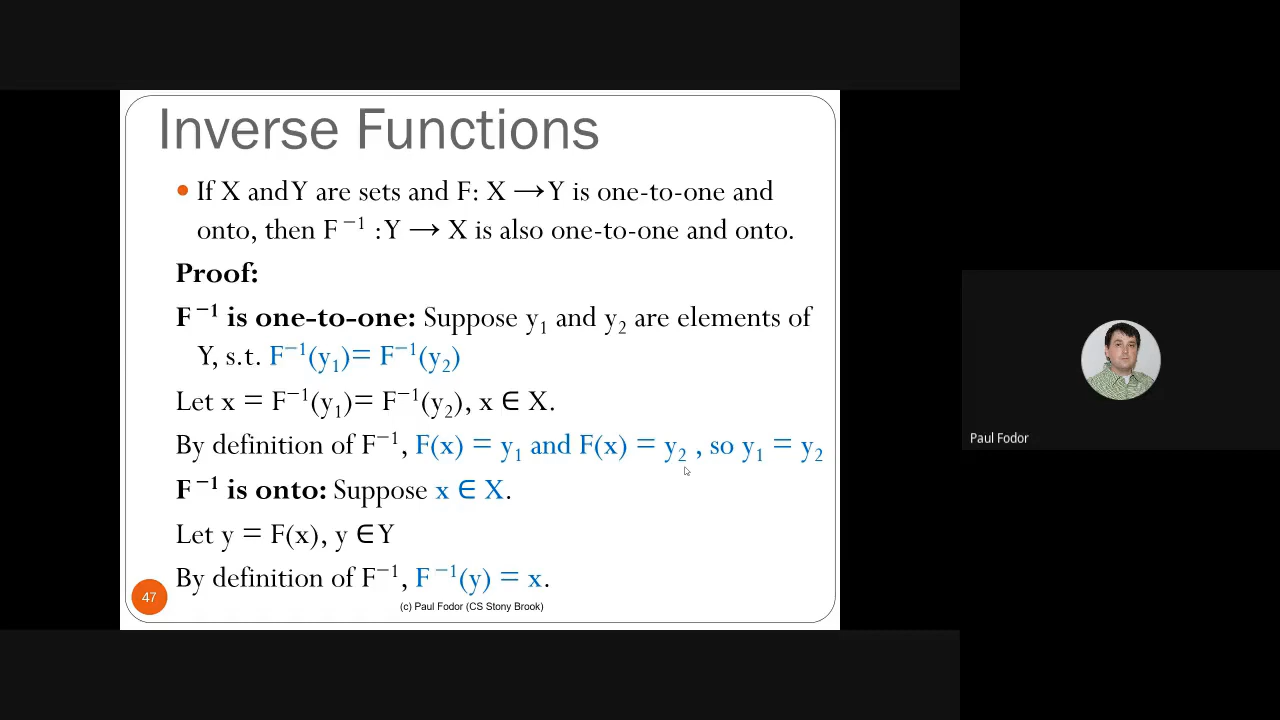 Inverse Functions
• If X and Y are sets and F: X → Y is one-to-one and
onto, then F⁻¹ : Y → X is also one-to-one and onto.
Proof:
F⁻¹ is one-to-one: Suppose y₁ and y₂ are elements of
Y, s.t. F⁻¹(y₁)= F⁻¹(y₂)
Let x = F⁻¹(y₁)= F⁻¹(y₂), x ∈ X.
By definition of F⁻¹, F(x) = y₁ and F(x) = y₂ , so y₁ = y₂
F⁻¹ is onto: Suppose x ∈ X.
Let y = F(x), y ∈ Y
By definition of F⁻¹, F⁻¹(y) = x.
47
(c) Paul Fodor (CS Stony Brook)
Paul Fodor